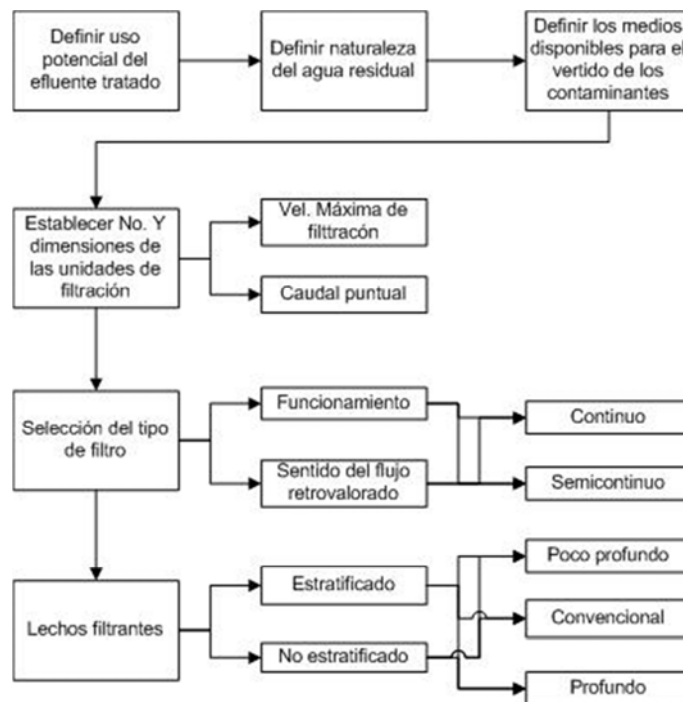 Definir uso
potencial del
efluente tratado
Definir naturaleza
del agua residual
Definir los medios
disponibles para el
vertido de los
contaminantes
Establecer No. Y
dimensiones de
las unidades de
filtración
Vel. Máxima de
filttracón
Caudal puntual
Selección del tipo
de filtro
Funcionamiento
Sentido del flujo
retrovalorado
Continuo
Semicontinuo
Lechos filtrantes
Estratificado
No estratificado
Poco profundo
Convencional
Profundo